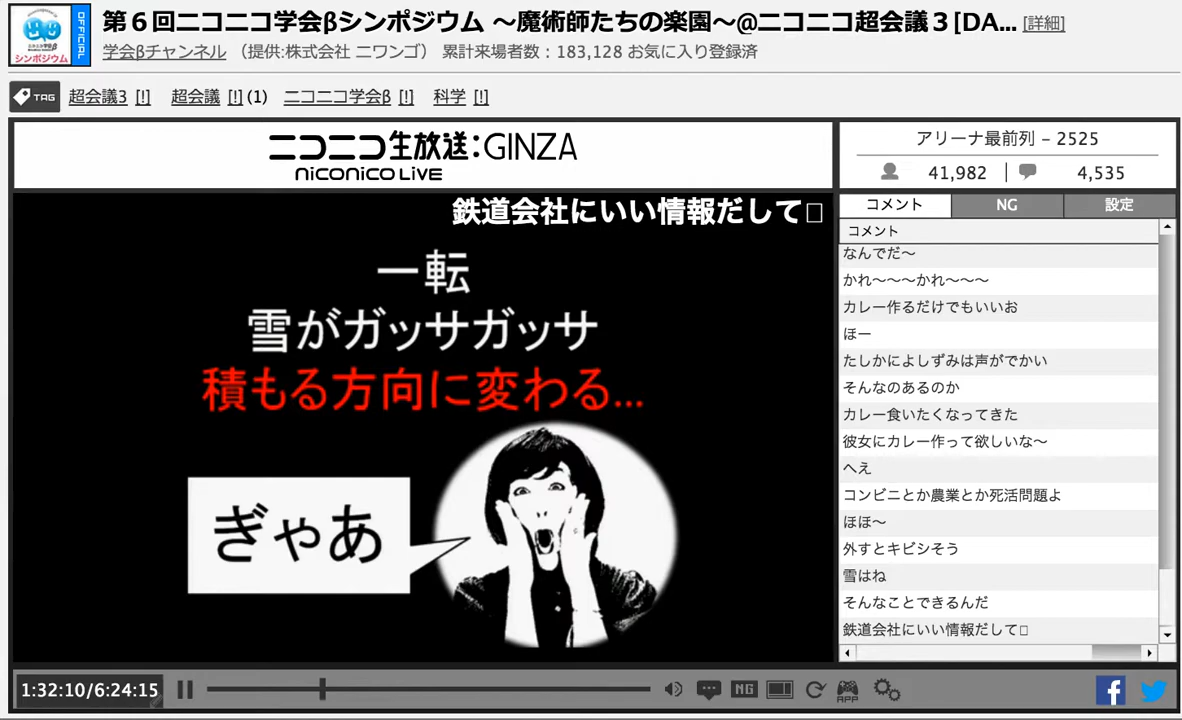 第６回ニコニコ学会βシンポジウム 〜魔術師たちの楽園〜@ニコニコ超会議３[DA... [詳細]
ニコニコ学会β
シンポジウム
OFFICIAL
学会βチャンネル （提供:株式会社 ニワンゴ） 累計来場者数：183,128 お気に入り登録済
TAG 超会議3 [!] 超会議 [!](1) ニコニコ学会β [!] 科学 [!]
ニコニコ生放送:GINZA
niconico LiVE
鉄道会社にいい情報だして□
一転
雪がガッサガッサ
積もる方向に変わる...
ぎゃあ
アリーナ最前列 − 2525
41,982 | 4,535
コメント NG 設定
コメント
なんでだ〜
かれ〜〜〜かれ〜〜〜
カレー作るだけでもいいお
ほー
たしかによしずみは声がでかい
そんなのあるのか
カレー食いたくなってきた
彼女にカレー作って欲しいな〜
へえ
コンビニとか農業とか死活問題よ
ほほ〜
外すとキビシそう
雪はね
そんなことできるんだ
鉄道会社にいい情報だして□
1:32:10/6:24:15 NG APP
f